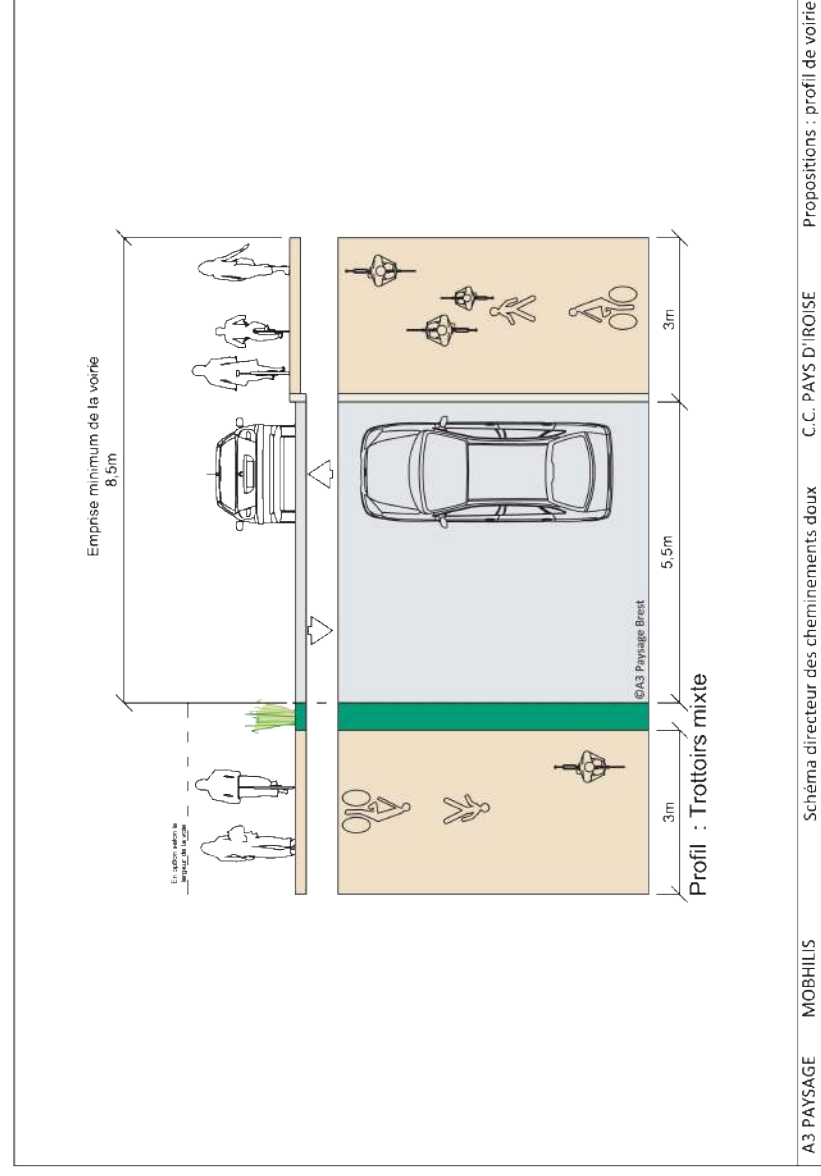 Emprise minimum de la voirie
8,5m
En option selon la
largeur de la voie
©A3 Paysage Brest
3m
5,5m
3m
Profil : Trottoirs mixte
A3 PAYSAGE
MOBHILIS
Schéma directeur des cheminements doux
C.C. PAYS D'IROISE
Propositions : profil de voirie